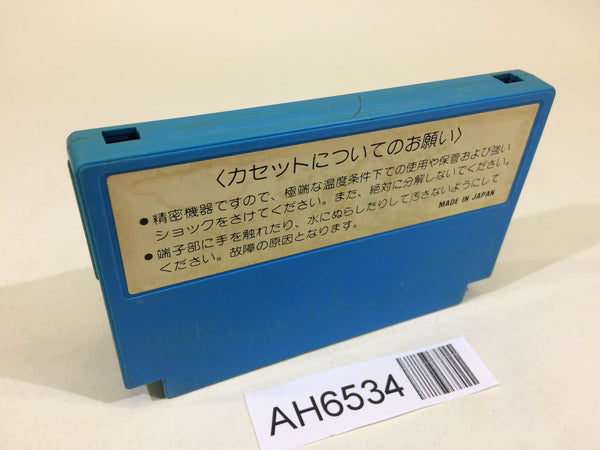 〈カセットについてのお願い〉
●精密機器ですので、極端な温度条件下での使用や保管および強い
ショックをさけてください。また、絶対に分解しないでください。
●端子部に手を触れたり、水にぬらしたりして汚さないようにして
ください。故障の原因となります。
MADE IN JAPAN
AH6534